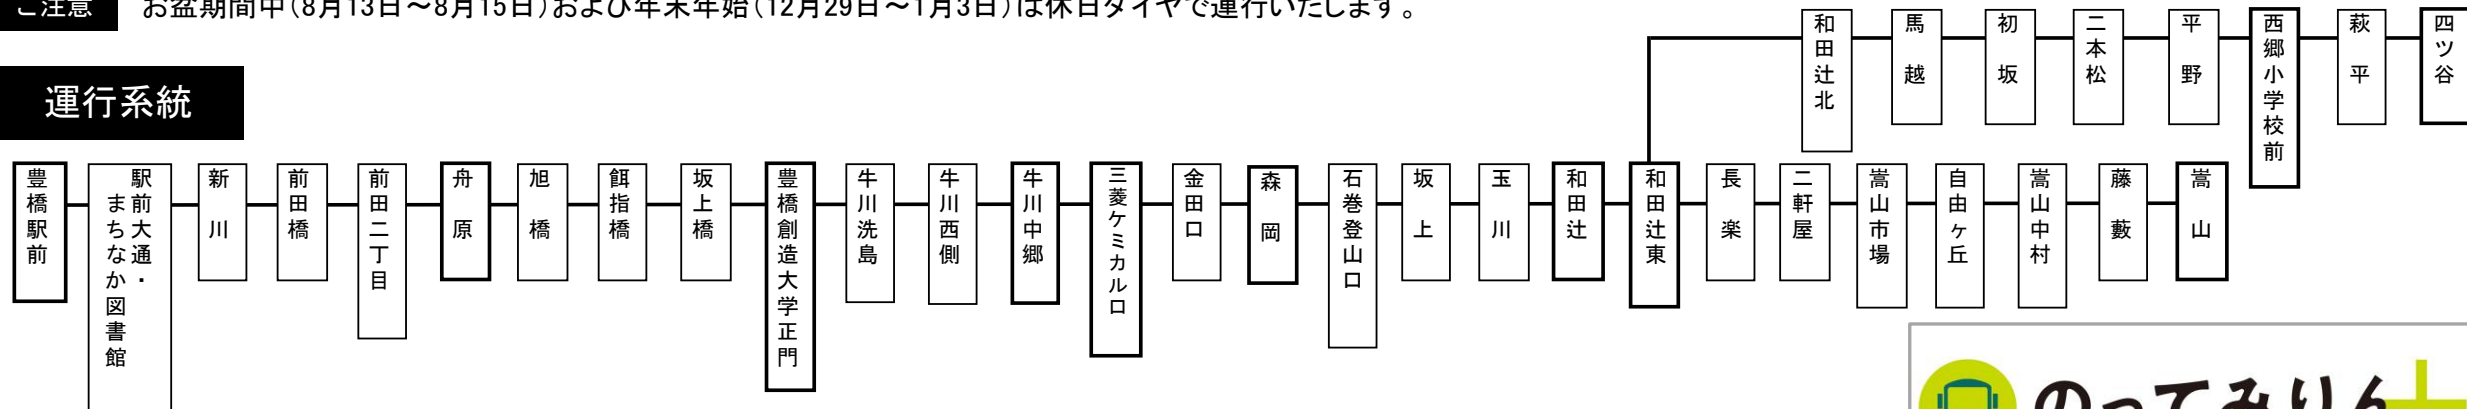 ご注意 お盆期間中(8月13日～8月15日)および年末年始(12月29日～1月3日)は休日ダイヤで運行いたします。
運行系統
和田辻北
馬越
初坂
二本松
平野
西郷小学校前
萩平
四ツ谷
豊橋駅前
駅前大通・
まちなか図書館
新川
前田橋
前田二丁目
舟原
旭橋
餌指橋
坂上橋
豊橋創造大学正門
牛川洗島
牛川西側
牛川中郷
三菱ケミカル口
金田口
森岡
石巻登山口
坂上
玉川
和田辻
和田辻東
長楽
二軒屋
嵩山市場
自由ヶ丘
嵩山中村
藤藪
嵩山
のってみりん